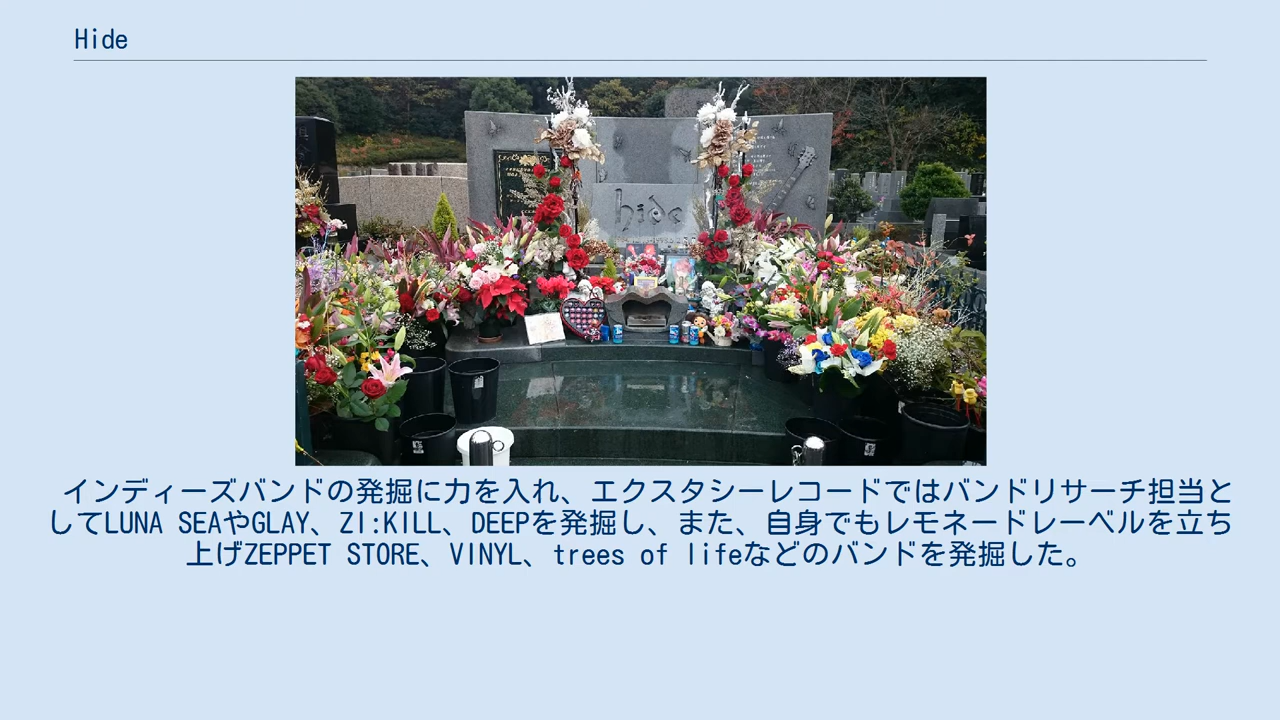 Hide
hide
インディーズバンドの発掘に力を入れ、エクスタシーレコードではバンドリサーチ担当と
してLUNA SEAやGLAY、ZI:KILL、DEEPを発掘し、また、自身でもレモネードレーベルを立ち
上げZEPPET STORE、VINYL、trees of lifeなどのバンドを発掘した。